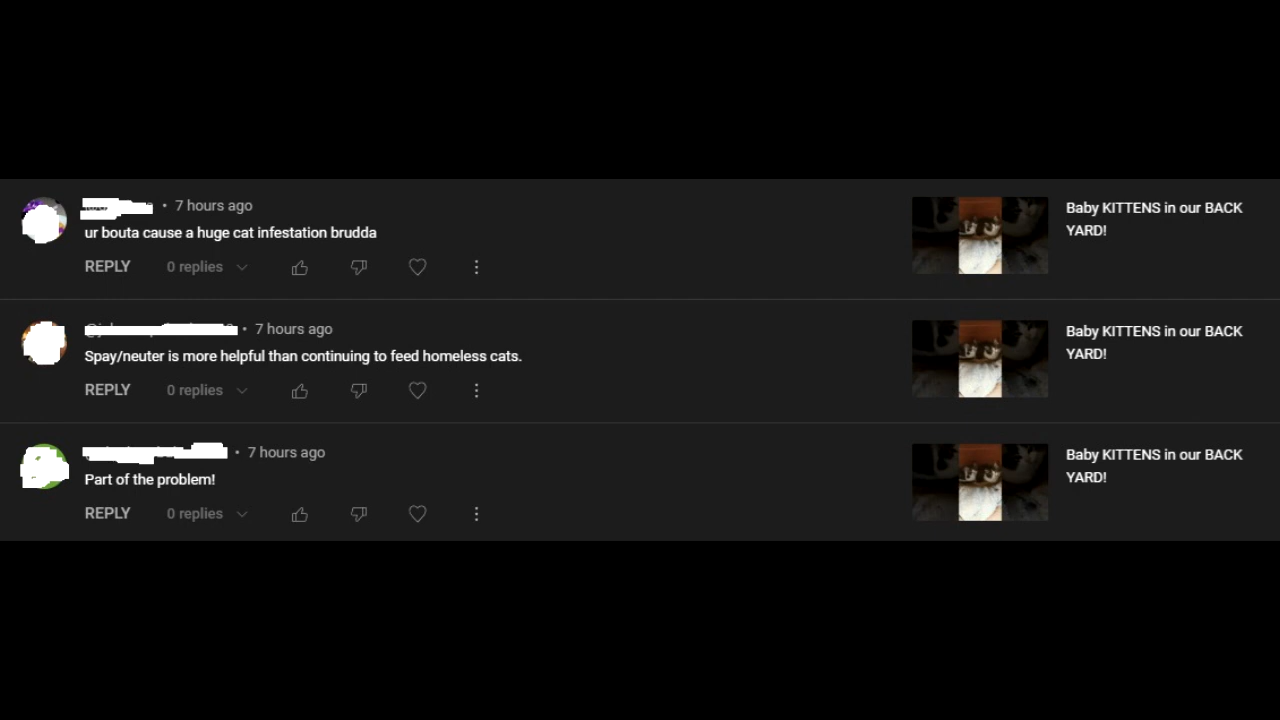 • 7 hours ago
ur bouta cause a huge cat infestation brudda
REPLY 0 replies
Baby KITTENS in our BACK
YARD!
• 7 hours ago
Spay/neuter is more helpful than continuing to feed homeless cats.
REPLY 0 replies
Baby KITTENS in our BACK
YARD!
• 7 hours ago
Part of the problem!
REPLY 0 replies
Baby KITTENS in our BACK
YARD!